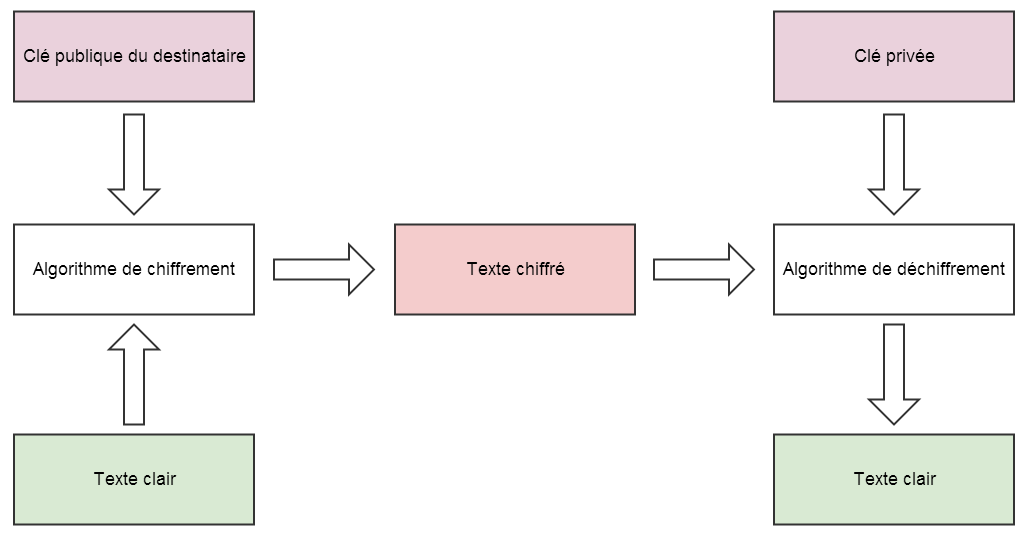 Clé publique du destinataire
Clé privée
Algorithme de chiffrement
Texte chiffré
Algorithme de déchiffrement
Texte clair
Texte clair